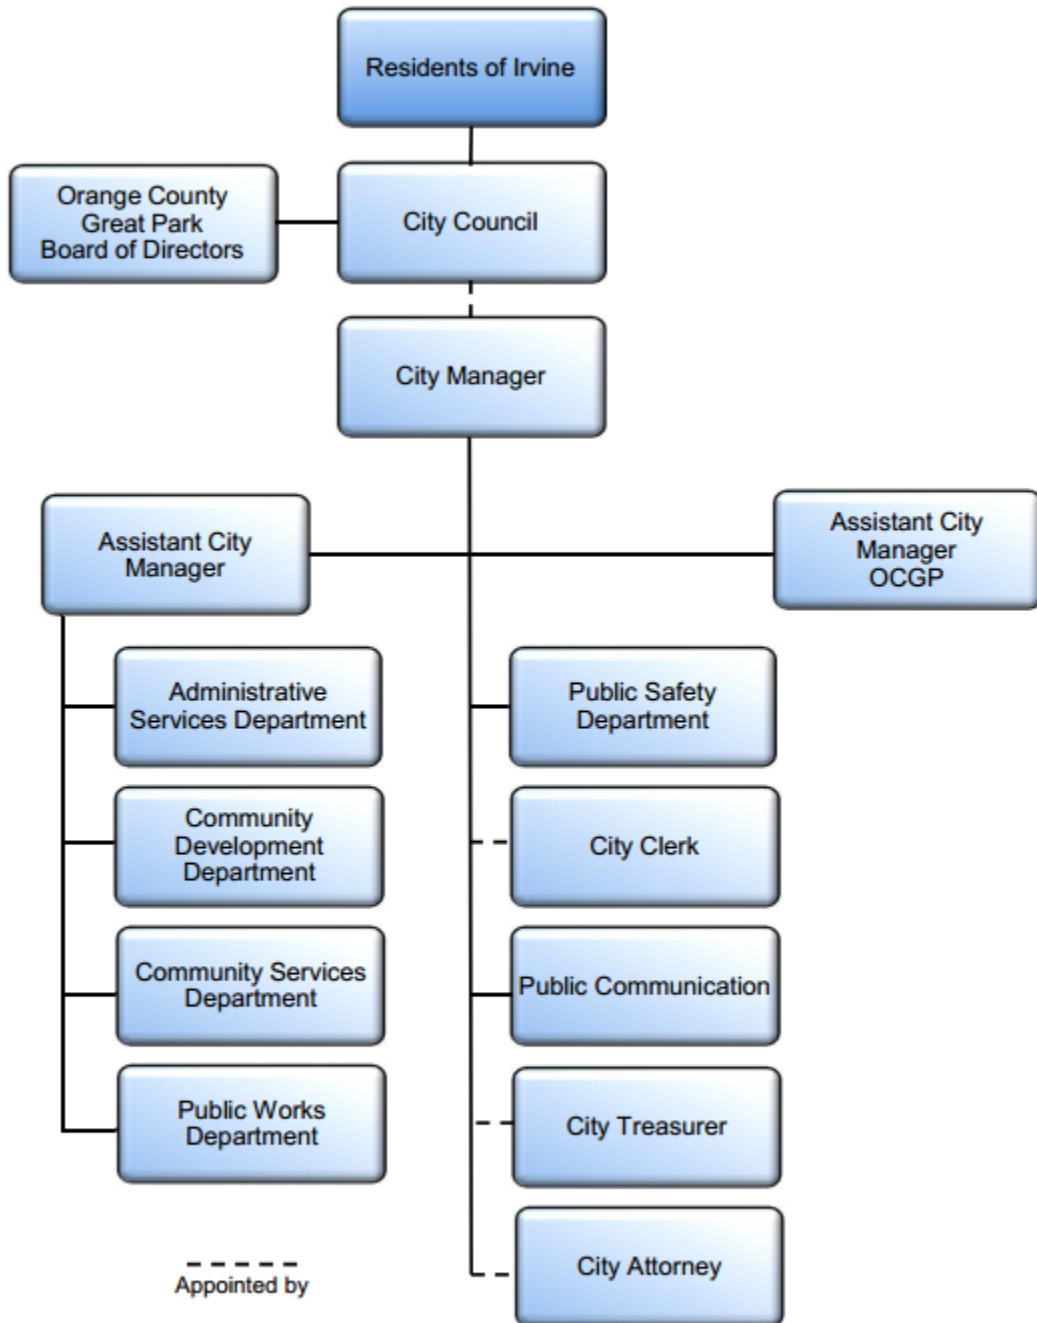 Residents of Irvine
Orange County
Great Park
Board of Directors
City Council
City Manager
Assistant City
Manager
Assistant City
Manager
OCGP
Administrative
Services Department
Public Safety
Department
Community
Development
Department
City Clerk
Community Services
Department
Public Communication
Public Works
Department
City Treasurer
City Attorney
Appointed by